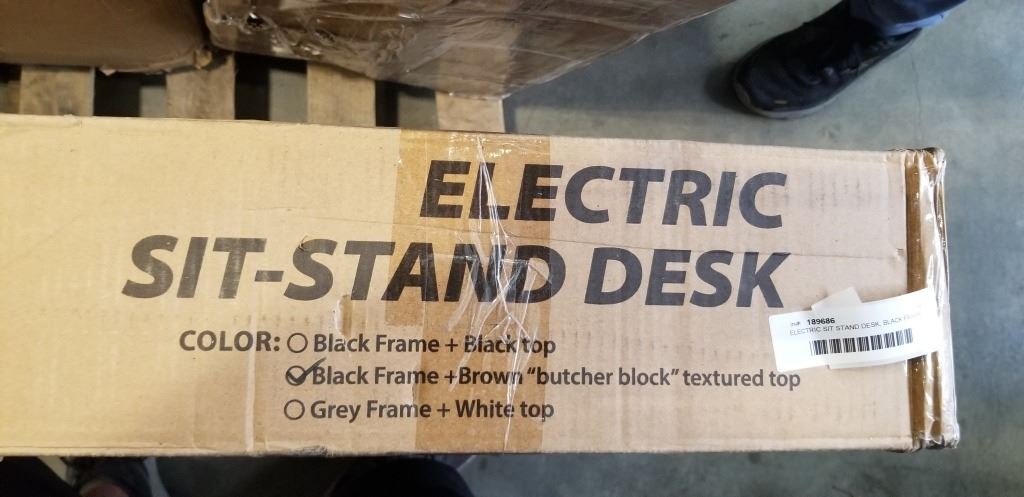 ELECTRIC
SIT-STAND DESK
COLOR: Black Frame + Black top
Black Frame +Brown “butcher block” textured top
Grey Frame + White top
189686
ELECTRIC SIT STAND DESK, BLACK